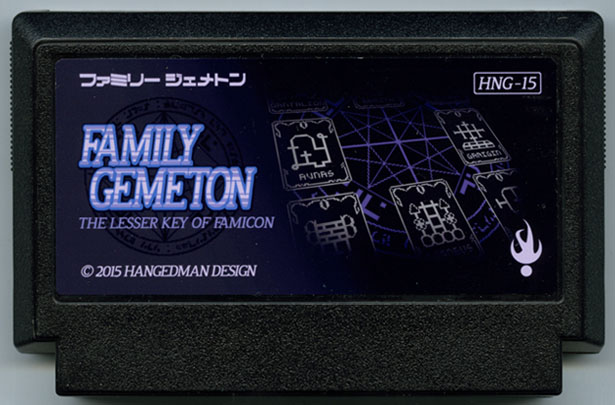 ファミリー ジェメトン
HNG-15
FAMILY
GEMETON
THE LESSER KEY OF FAMICON
© 2015 HANGEDMAN DESIGN
AVNAS
GAMIGIN